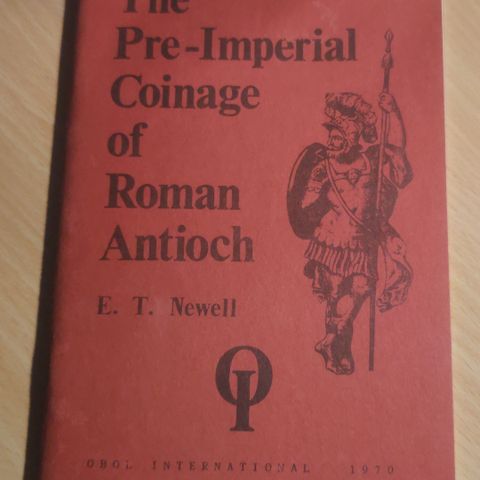 The
Pre-Imperial
Coinage
of
Roman
Antioch
E. T. Newell
OI
OBOL INTERNATIONAL 1970